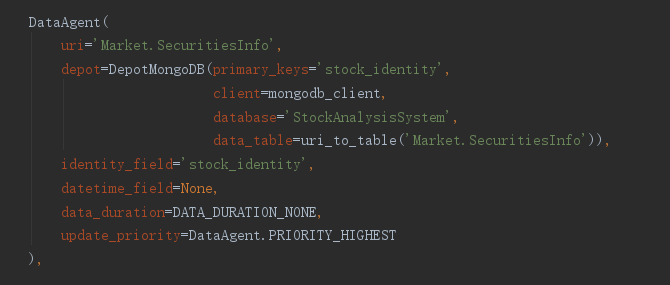 DataAgent(
    uri='Market.SecuritiesInfo',
    depot=DepotMongoDB(primary_keys='stock_identity',
                       client=mongodb_client,
                       database='StockAnalysisSystem',
                       data_table=uri_to_table('Market.SecuritiesInfo')),
    identity_field='stock_identity',
    datetime_field=None,
    data_duration=DATA_DURATION_NONE,
    update_priority=DataAgent.PRIORITY_HIGHEST
),